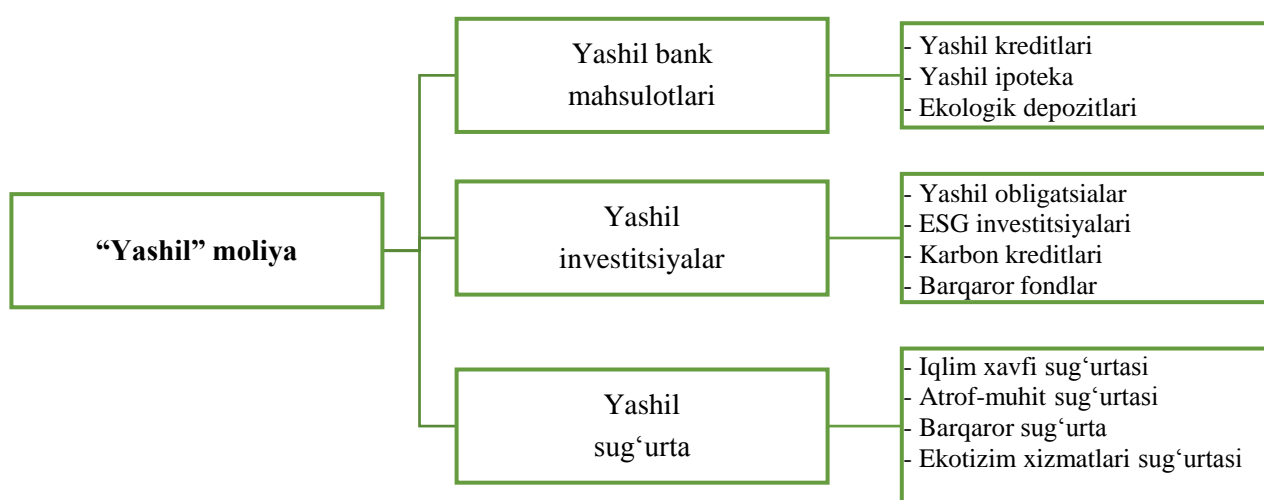 “Yashil” moliya
Yashil bank
mahsulotlari
- Yashil kreditlari
- Yashil ipoteka
- Ekologik depozitlari
Yashil
investitsiyalar
- Yashil obligatsialar
- ESG investitsiyalari
- Karbon kreditlari
- Barqaror fondlar
Yashil
sug‘urta
- Iqlim xavfi sug‘urtasi
- Atrof-muhit sug‘urtasi
- Barqaror sug‘urta
- Ekotizim xizmatlari sug‘urtasi